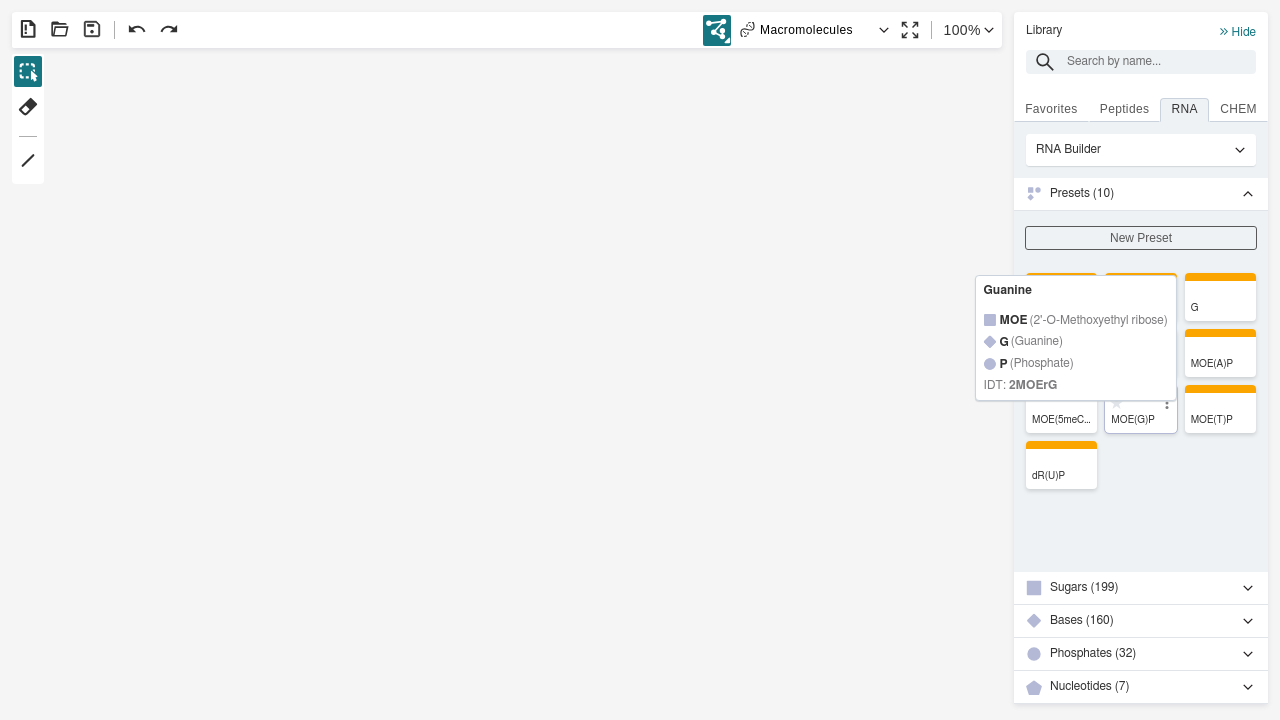 Macromolecules
100%
Library
Hide
Search by name...
Favorites
Peptides
RNA
CHEM
RNA Builder
Presets (10)
New Preset
G
MOE(A)P
MOE(5meC...
MOE(G)P
MOE(T)P
dR(U)P
Guanine
MOE (2'-O-Methoxyethyl ribose)
G (Guanine)
P (Phosphate)
IDT: 2MOErG
Sugars (199)
Bases (160)
Phosphates (32)
Nucleotides (7)